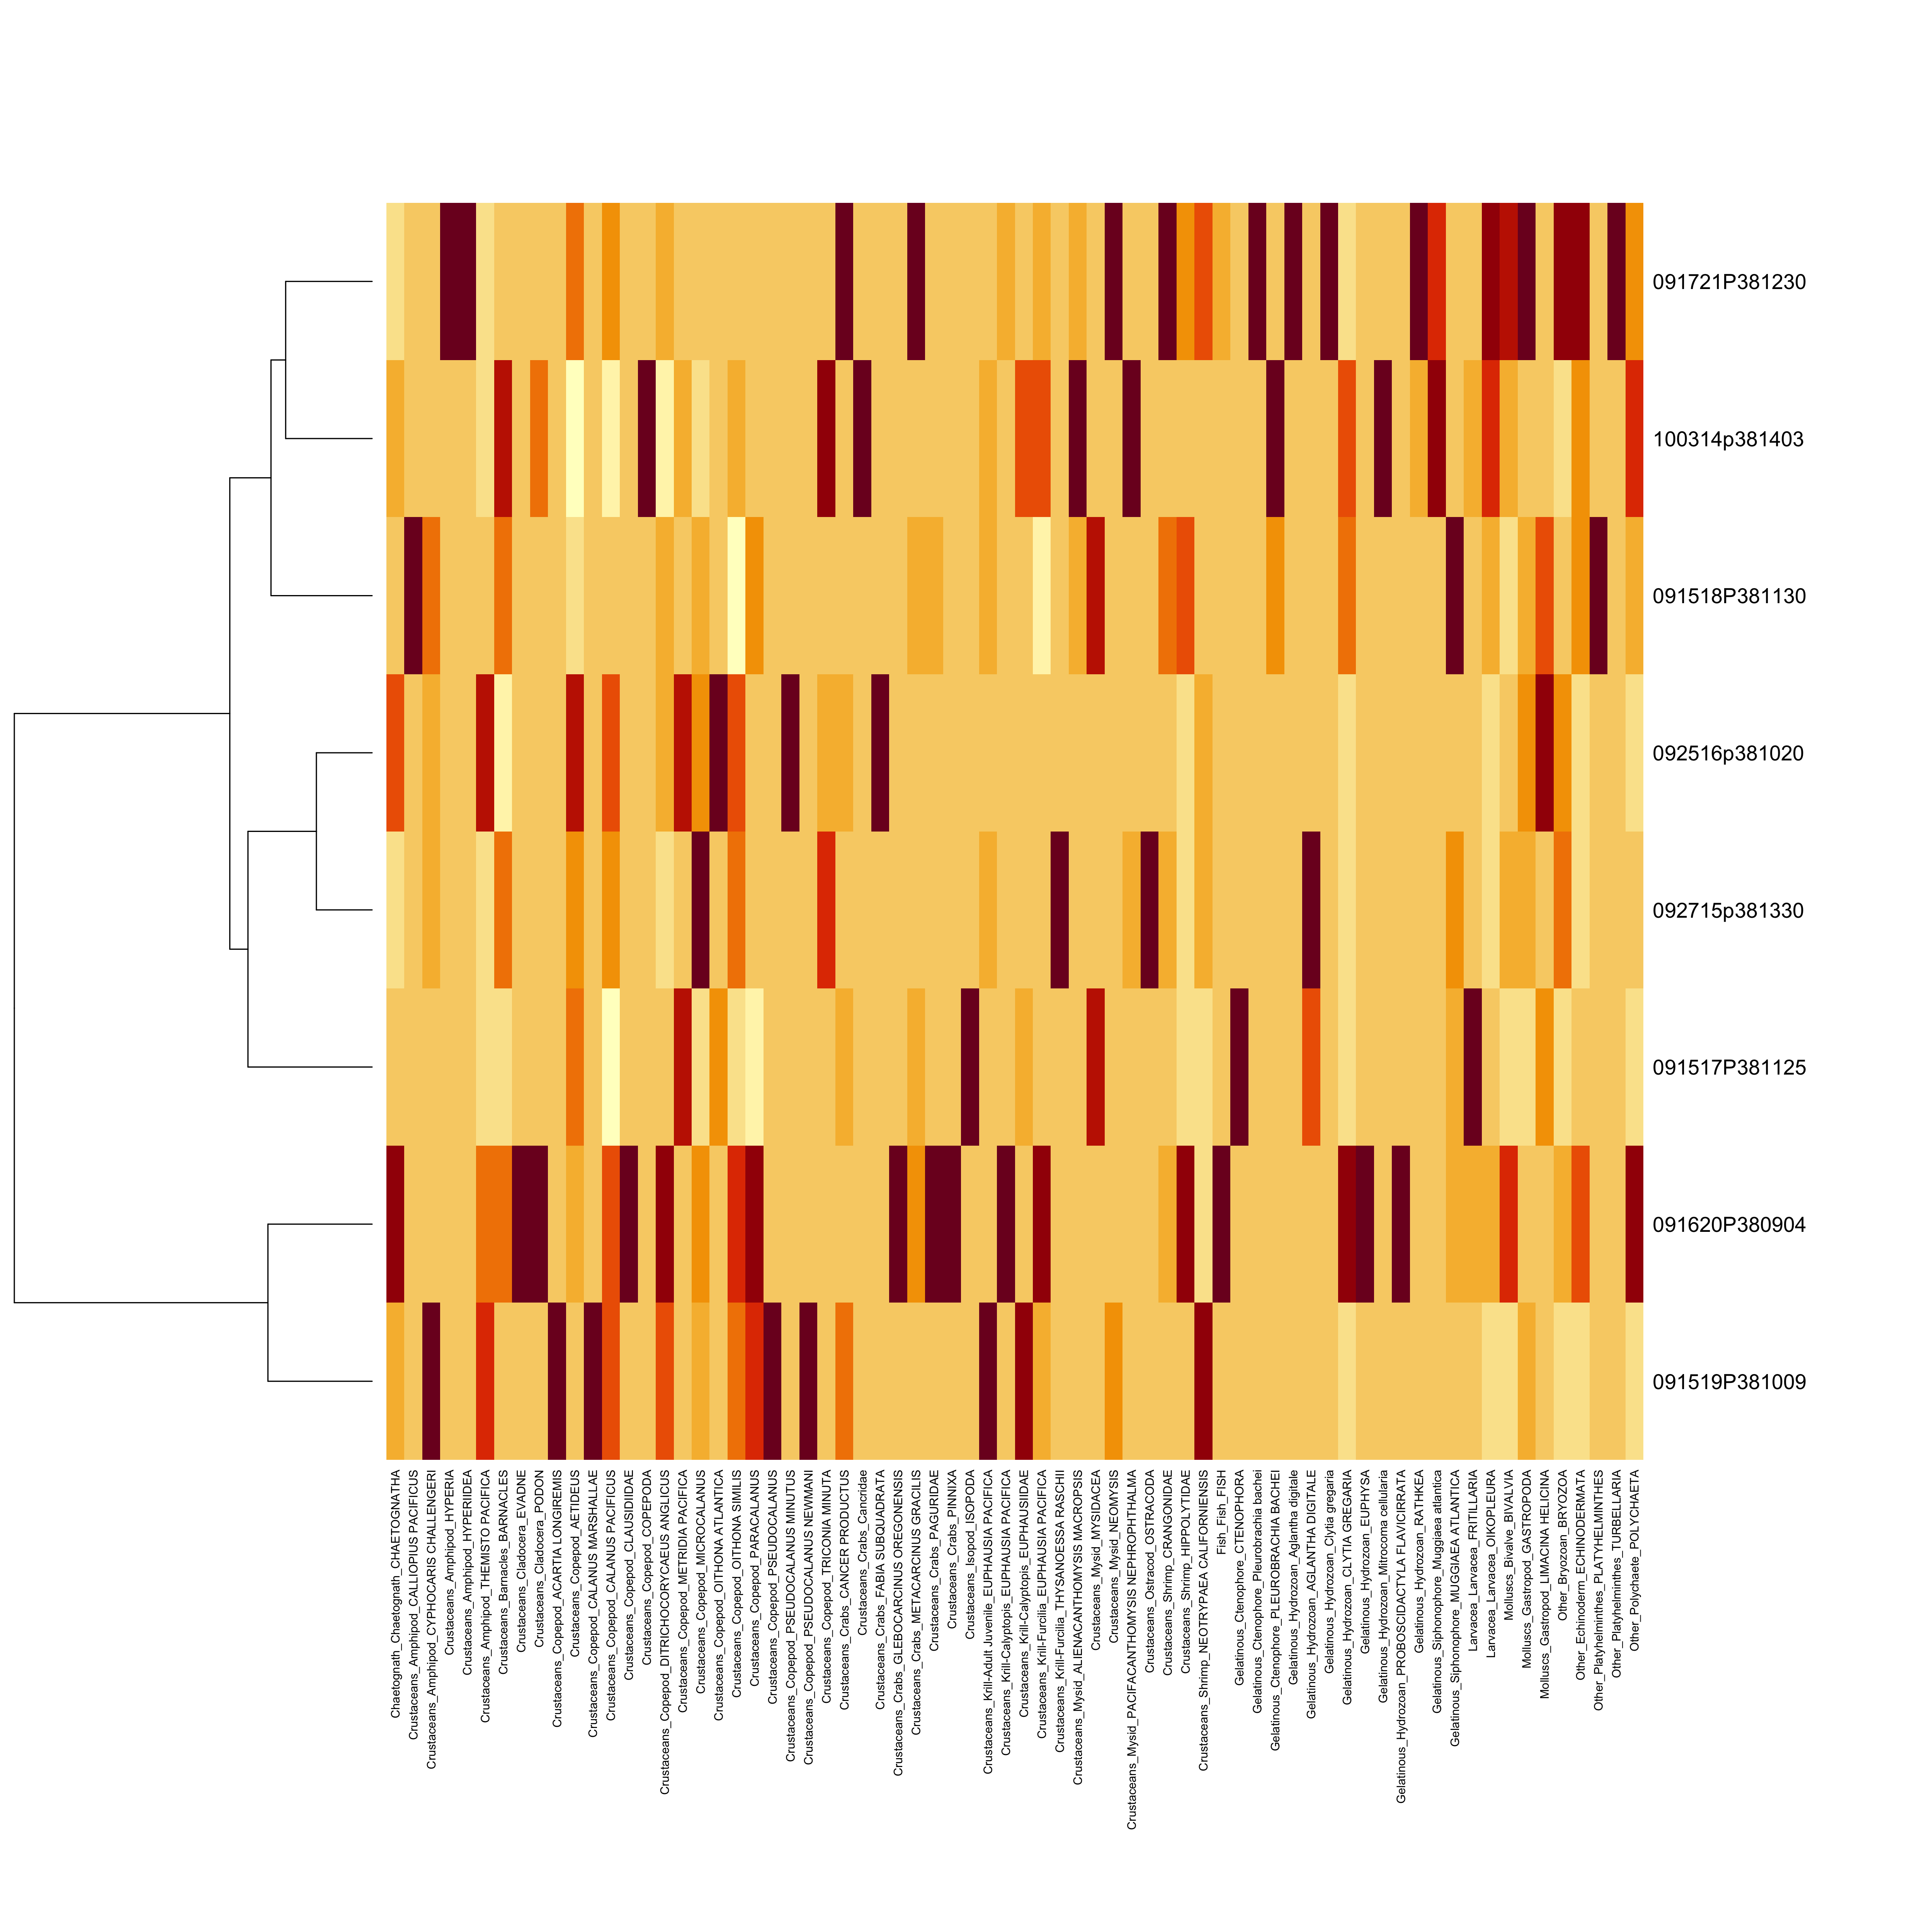 091721P381230
100314p381403
091518P381130
092516p381020
092715p381330
091517P381125
091620P380904
091519P381009
Chaetognath_Chaetognath_CHAETOGNATHA
Crustaceans_Amphipod_CALLIOPIUS PACIFICUS
Crustaceans_Amphipod_CYPHOCARIS CHALLENGERI
Crustaceans_Amphipod_HYPERIA
Crustaceans_Amphipod_HYPERIIDEA
Crustaceans_Amphipod_THEMISTO PACIFICA
Crustaceans_Barnacles_BARNACLES
Crustaceans_Cladocera_EVADNE
Crustaceans_Cladocera_PODON
Crustaceans_Copepod_ACARTIA LONGIREMIS
Crustaceans_Copepod_AETIDEUS
Crustaceans_Copepod_CALANUS MARSHALLAE
Crustaceans_Copepod_CALANUS PACIFICUS
Crustaceans_Copepod_CLAUSIDIIDAE
Crustaceans_Copepod_COPEPODA
Crustaceans_Copepod_DITRICHOCORYCAEUS ANGLICUS
Crustaceans_Copepod_METRIDIA PACIFICA
Crustaceans_Copepod_MICROCALANUS
Crustaceans_Copepod_OITHONA ATLANTICA
Crustaceans_Copepod_OITHONA SIMILIS
Crustaceans_Copepod_PARACALANUS
Crustaceans_Copepod_PSEUDOCALANUS
Crustaceans_Copepod_PSEUDOCALANUS MINUTUS
Crustaceans_Copepod_PSEUDOCALANUS NEWMANI
Crustaceans_Copepod_TRICONIA MINUTA
Crustaceans_Crabs_CANCER PRODUCTUS
Crustaceans_Crabs_Cancridae
Crustaceans_Crabs_FABIA SUBQUADRATA
Crustaceans_Crabs_GLEBOCARCINUS OREGONENSIS
Crustaceans_Crabs_METACARCINUS GRACILIS
Crustaceans_Crabs_PAGURIDAE
Crustaceans_Crabs_PINNIXA
Crustaceans_Isopod_ISOPODA
Crustaceans_Krill-Adult Juvenile_EUPHAUSIA PACIFICA
Crustaceans_Krill-Calyptopis_EUPHAUSIA PACIFICA
Crustaceans_Krill-Calyptopis_EUPHAUSIIDAE
Crustaceans_Krill-Furcilia_EUPHAUSIA PACIFICA
Crustaceans_Krill-Furcilia_THYSANOESSA RASCHII
Crustaceans_Mysid_ALIENACANTHOMYSIS MACROPSIS
Crustaceans_Mysid_MYSIDACEA
Crustaceans_Mysid_NEOMYSIS
Crustaceans_Mysid_PACIFACANTHOMYSIS NEPHROPHTHALMA
Crustaceans_Ostracod_OSTRACODA
Crustaceans_Shrimp_CRANGONIDAE
Crustaceans_Shrimp_HIPPOLYTIDAE
Crustaceans_Shrimp_NEOTRYPAEA CALIFORNIENSIS
Fish_Fish_FISH
Gelatinous_Ctenophore_CTENOPHORA
Gelatinous_Ctenophore_Pleurobrachia bachei
Gelatinous_Ctenophore_PLEUROBRACHIA BACHEI
Gelatinous_Hydrozoan_Aglantha digitale
Gelatinous_Hydrozoan_AGLANTHA DIGITALE
Gelatinous_Hydrozoan_Clytia gregaria
Gelatinous_Hydrozoan_CLYTIA GREGARIA
Gelatinous_Hydrozoan_EUPHYSA
Gelatinous_Hydrozoan_Mitrocoma cellularia
Gelatinous_Hydrozoan_PROBOSCIDACTYLA FLAVICIRRATA
Gelatinous_Hydrozoan_RATHKEA
Gelatinous_Siphonophore_Muggiaea atlantica
Gelatinous_Siphonophore_MUGGIAEA ATLANTICA
Larvacea_Larvacea_FRITILLARIA
Larvacea_Larvacea_OIKOPLEURA
Molluscs_Bivalve_BIVALVIA
Molluscs_Gastropod_GASTROPODA
Molluscs_Gastropod_LIMACINA HELICINA
Other_Bryozoan_BRYOZOA
Other_Echinoderm_ECHINODERMATA
Other_Platyhelminthes_PLATYHELMINTHES
Other_Platyhelminthes_TURBELLARIA
Other_Polychaete_POLYCHAETA